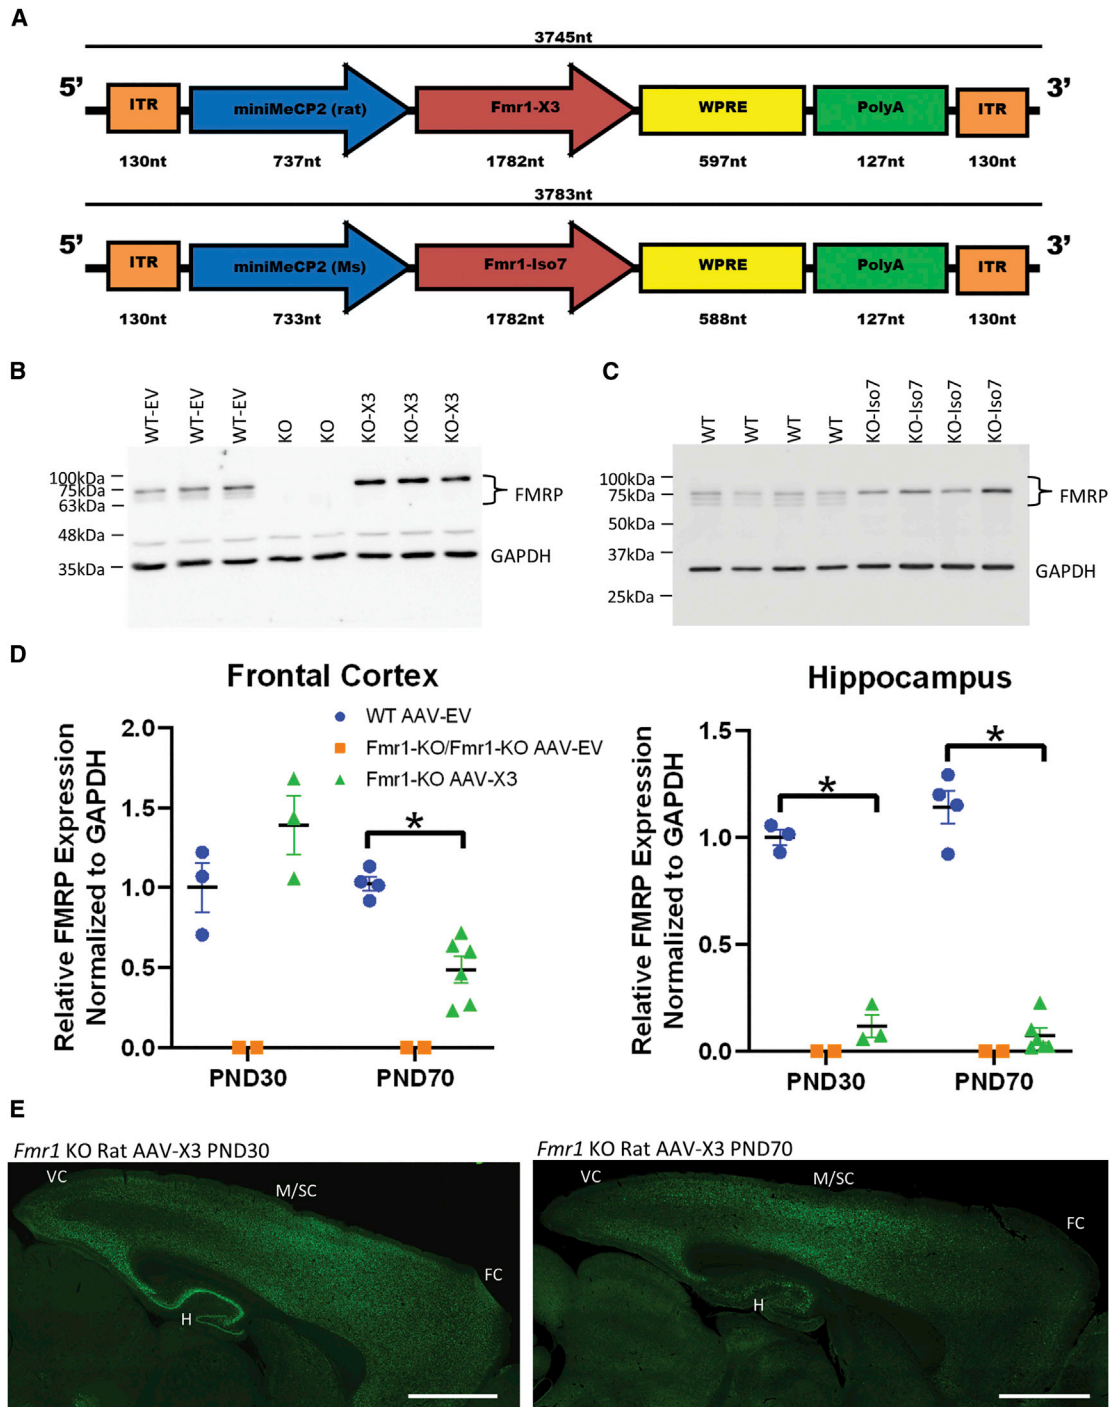 A
3745nt
5’
ITR
miniMeCP2 (rat)
Fmr1-X3
WPRE
PolyA
ITR
3’
130nt
737nt
1782nt
597nt
127nt
130nt
3783nt
5’
ITR
miniMeCP2 (Ms)
Fmr1-Iso7
WPRE
PolyA
ITR
3’
130nt
733nt
1782nt
588nt
127nt
130nt
B
WT-EV
WT-EV
WT-EV
KO
KO
KO-X3
KO-X3
KO-X3
100kDa
75kDa
63kDa
48kDa
35kDa
FMRP
GAPDH
C
WT
WT
WT
WT
KO-Iso7
KO-Iso7
KO-Iso7
KO-Iso7
100kDa
75kDa
50kDa
37kDa
25kDa
FMRP
GAPDH
D
Frontal Cortex
WT AAV-EV
Fmr1-KO/Fmr1-KO AAV-EV
Fmr1-KO AAV-X3
Relative FMRP Expression
Normalized to GAPDH
2.0
1.5
1.0
0.5
0.0
*
PND30
PND70
Hippocampus
Relative FMRP Expression
Normalized to GAPDH
1.5
1.0
0.5
0.0
*
*
PND30
PND70
E
Fmr1 KO Rat AAV-X3 PND30
VC
M/SC
FC
H
Fmr1 KO Rat AAV-X3 PND70
VC
M/SC
FC
H